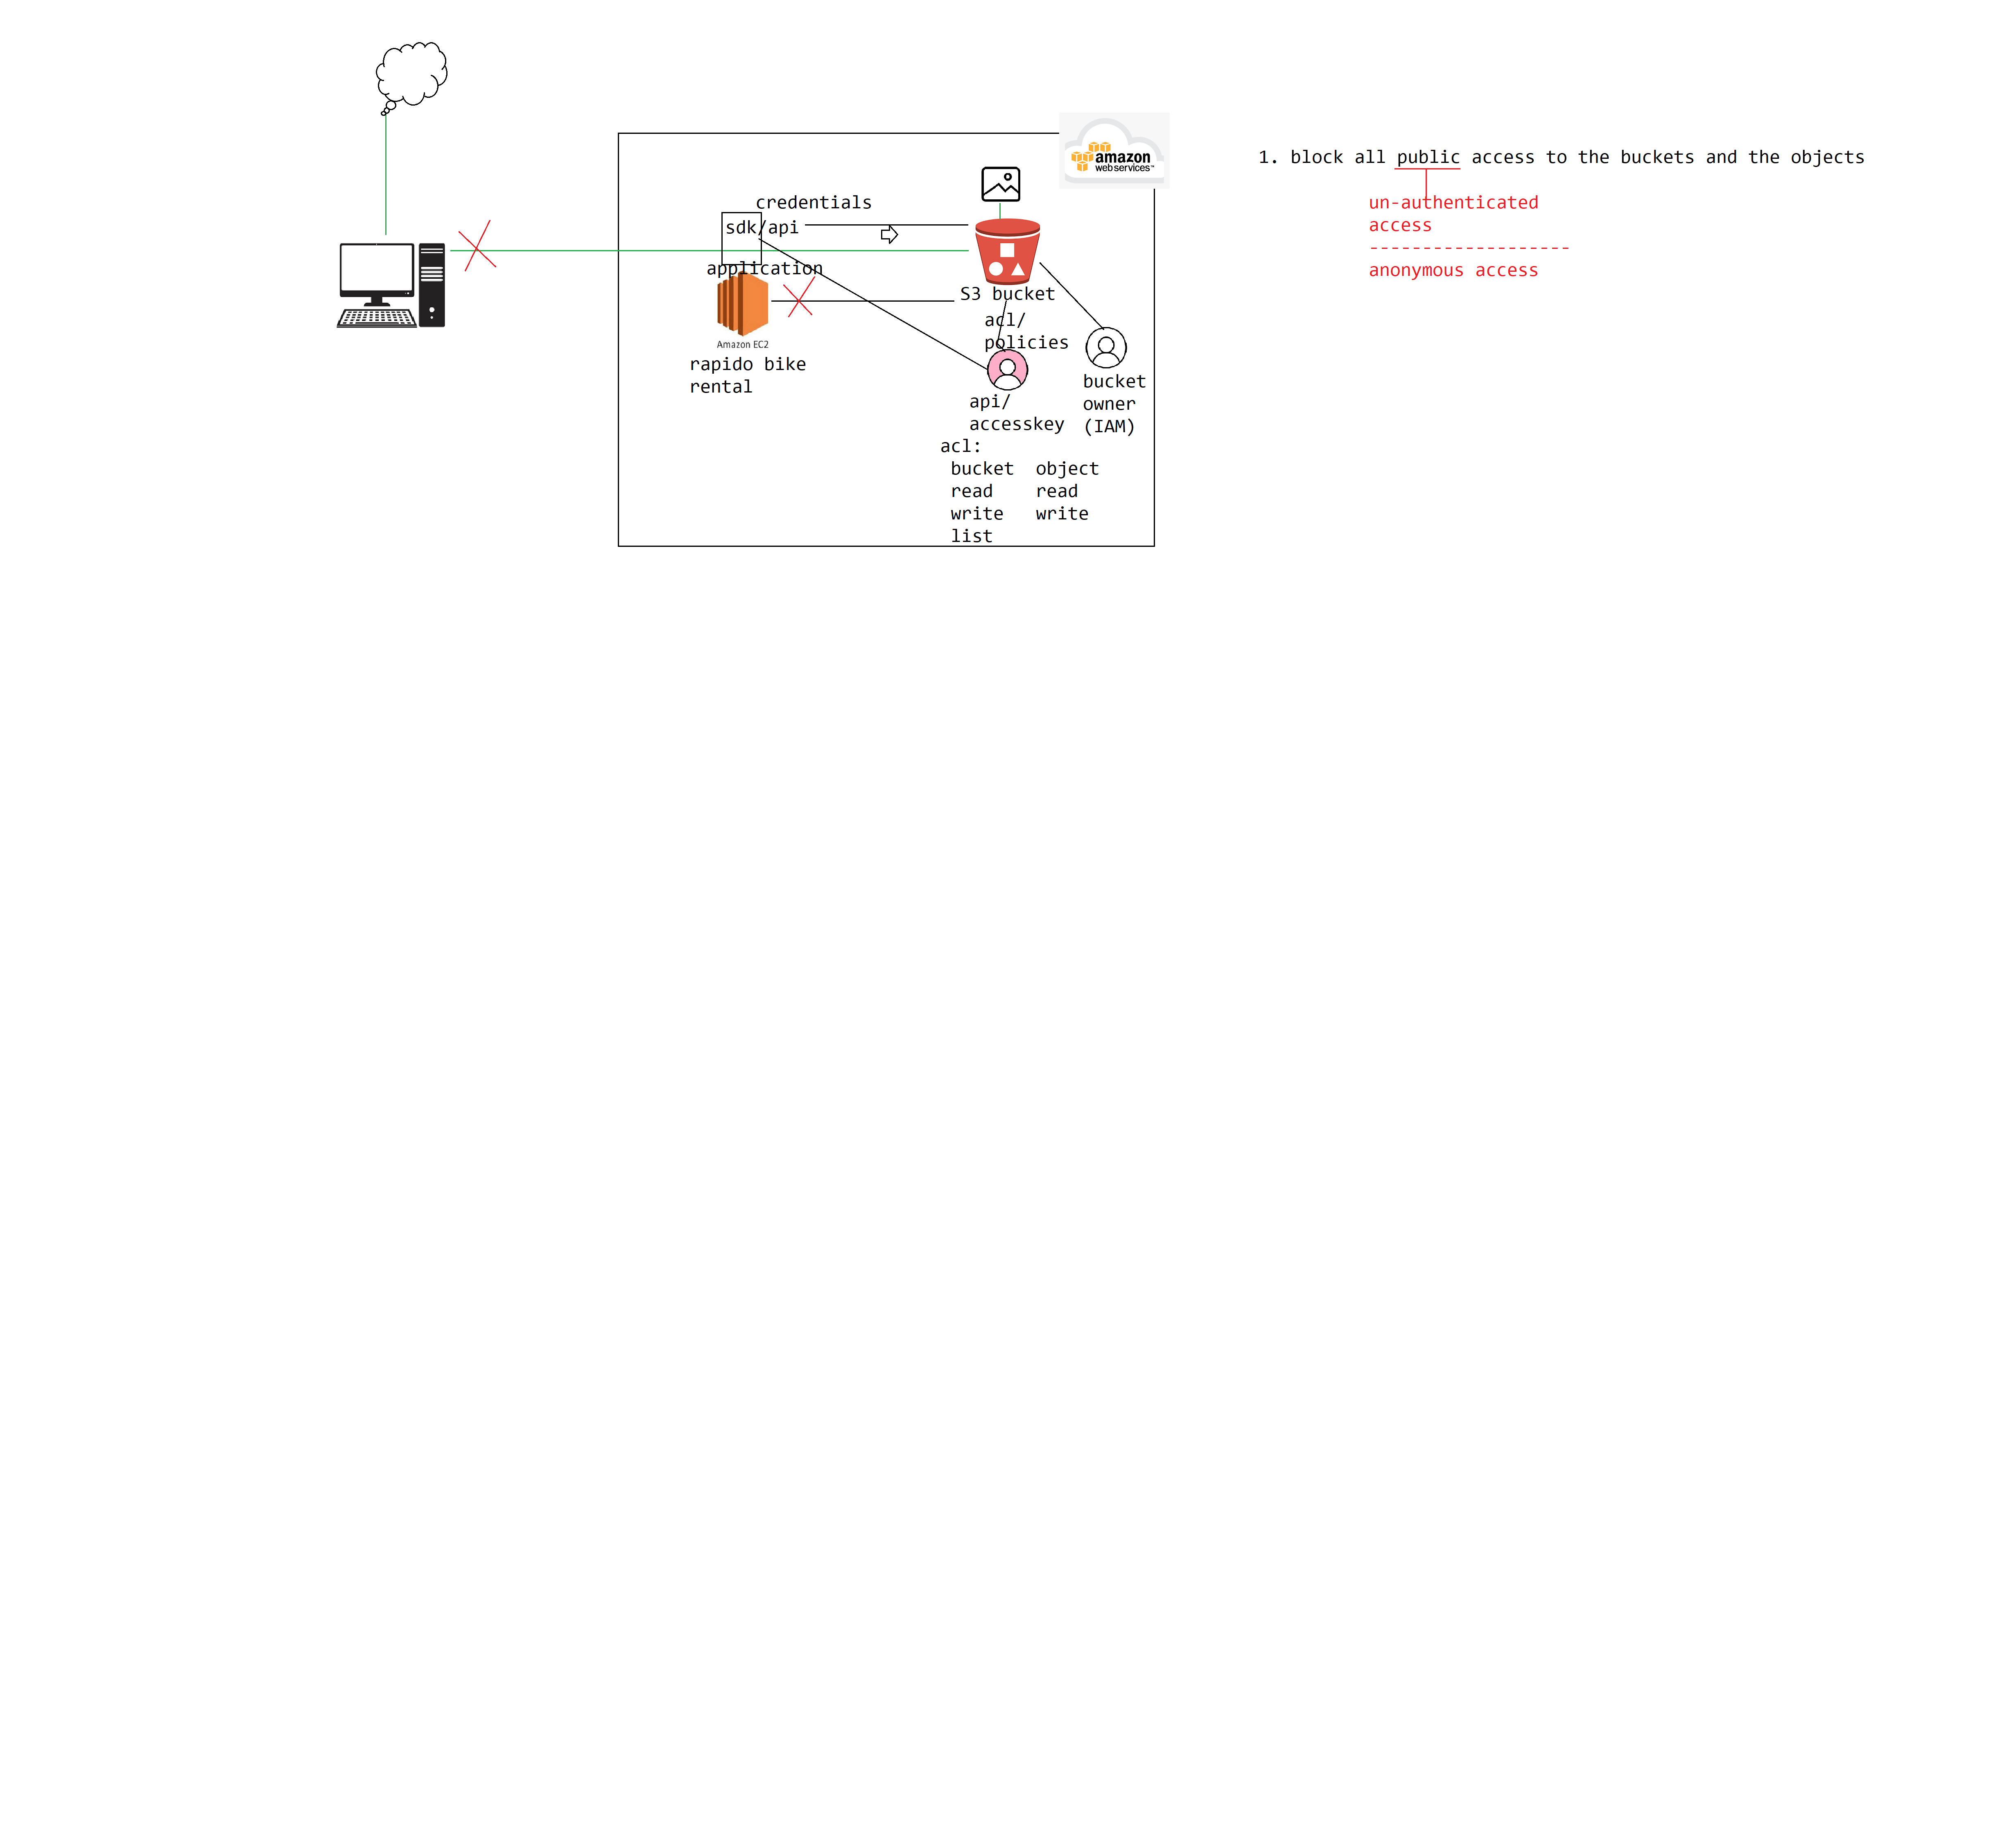 amazon
webservices™
1. block all public access to the buckets and the objects
un-authenticated
access
-------------------
anonymous access
credentials
sdk/api
application
Amazon EC2
rapido bike
rental
S3 bucket
acl/
policies
api/
accesskey
bucket
owner
(IAM)
acl:
bucket object
read read
write write
list